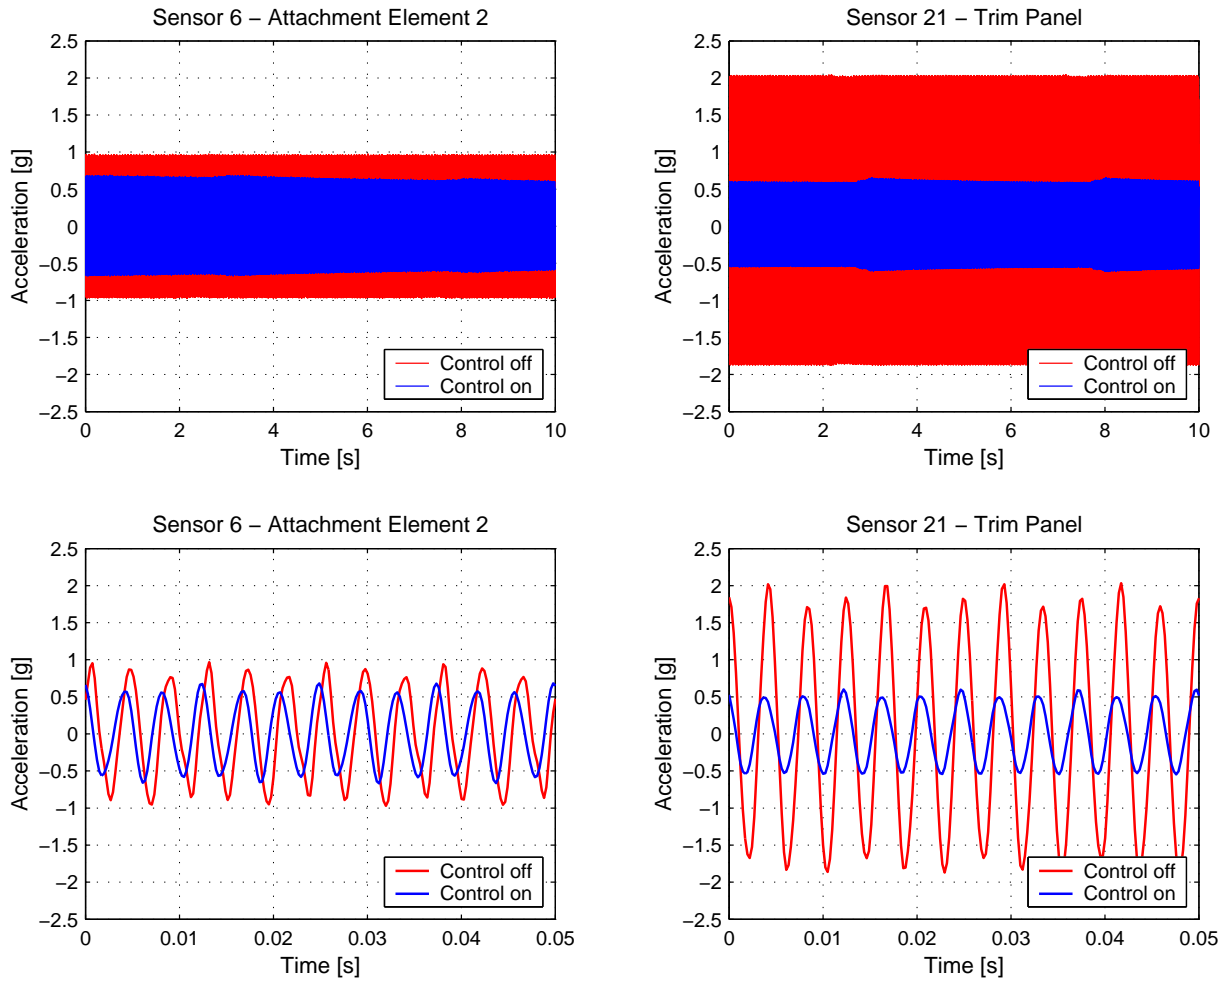 Sensor 6 − Attachment Element 2
2.5
2
1.5
1
0.5
0
−0.5
−1
−1.5
−2
−2.5
Acceleration [g]
Control off
Control on
0 2 4 6 8 10
Time [s]
Sensor 21 − Trim Panel
2.5
2
1.5
1
0.5
0
−0.5
−1
−1.5
−2
−2.5
Acceleration [g]
Control off
Control on
0 2 4 6 8 10
Time [s]
Sensor 6 − Attachment Element 2
2.5
2
1.5
1
0.5
0
−0.5
−1
−1.5
−2
−2.5
Acceleration [g]
Control off
Control on
0 0.01 0.02 0.03 0.04 0.05
Time [s]
Sensor 21 − Trim Panel
2.5
2
1.5
1
0.5
0
−0.5
−1
−1.5
−2
−2.5
Acceleration [g]
Control off
Control on
0 0.01 0.02 0.03 0.04 0.05
Time [s]